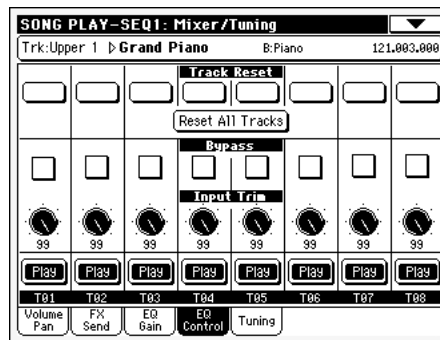 SONG PLAY-SEQ1: Mixer/Tuning
Trk:Upper 1 Grand Piano B:Piano 121.003.000
Track Reset
Reset All Tracks
Bypass
Input Trim
99 99 99 99 99 99 99 99
Play Play Play Play Play Play Play Play
T01 T02 T03 T04 T05 T06 T07 T08
Volume Pan FX Send EQ Gain EQ Control Tuning